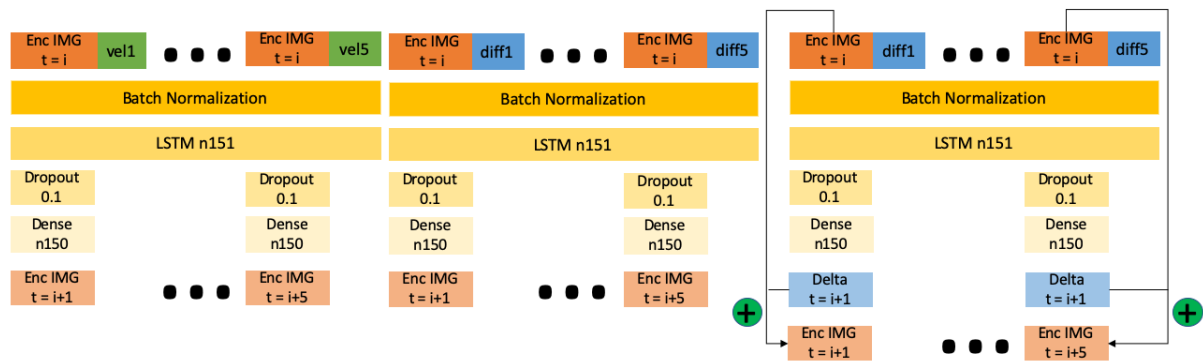 Enc IMG
t = i
vel1
Enc IMG
t = i
vel5
Batch Normalization
LSTM n151
Dropout
0.1
Dropout
0.1
Dense
n150
Dense
n150
Enc IMG
t = i+1
Enc IMG
t = i+5
Enc IMG
t = i
diff1
Enc IMG
t = i
diff5
Batch Normalization
LSTM n151
Dropout
0.1
Dropout
0.1
Dense
n150
Dense
n150
Enc IMG
t = i+1
Enc IMG
t = i+5
Enc IMG
t = i
diff1
Enc IMG
t = i
diff5
Batch Normalization
LSTM n151
Dropout
0.1
Dropout
0.1
Dense
n150
Dense
n150
Delta
t = i+1
Delta
t = i+1
+
+
Enc IMG
t = i+1
Enc IMG
t = i+5